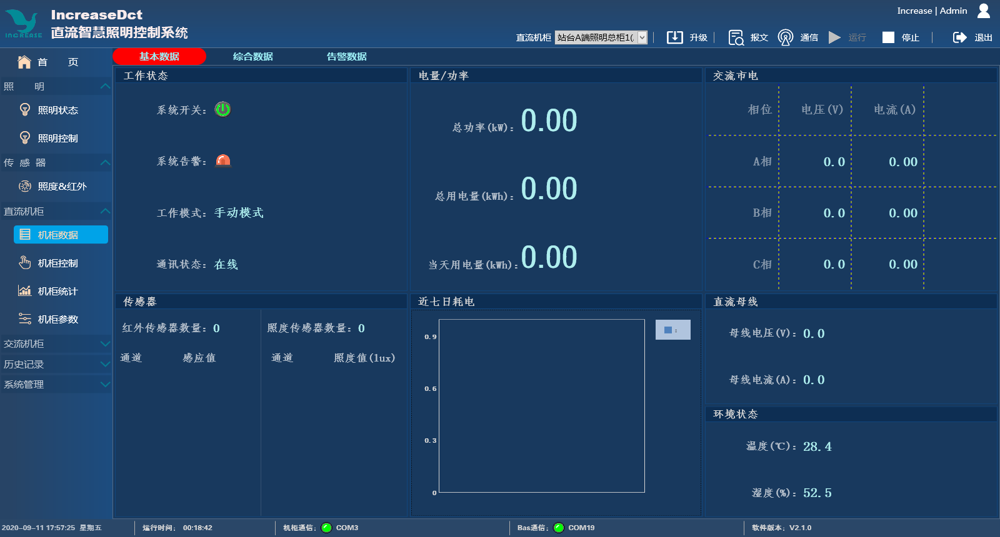 INCREASE
IncreaseDct
直流智慧照明控制系统
Increase | Admin
直流机柜 站台A端照明总柜1(. 升级 报文 通信 运行 停止 退出
首 页
照 明
照明状态
照明控制
传 感 器
照度&红外
直流机柜
机柜数据
机柜控制
机柜统计
机柜参数
交流机柜
历史记录
系统管理
基本数据 综合数据 告警数据
工作状态
系统开关:
系统告警:
工作模式: 手动模式
通讯状态: 在线
电量/功率
总功率(kW): 0.00
总用电量(kWh): 0.00
当天用电量(kWh): 0.00
交流市电
相位 电压(V) 电流(A)
A相 0.0 0.00
B相 0.0 0.00
C相 0.0 0.00
传感器
红外传感器数量: 0 照度传感器数量: 0
通道 感应值 通道 照度值(lux)
近七日耗电
0.9
0.6
0.3
0
:
直流母线
母线电压(V): 0.0
母线电流(A): 0.0
环境状态
温度(℃): 28.4
湿度(%): 52.5
2020-09-11 17:57:25 星期五 运行时间: 00:18:42 机柜通信: COM3 Bas通信: COM19 软件版本: V2.1.0